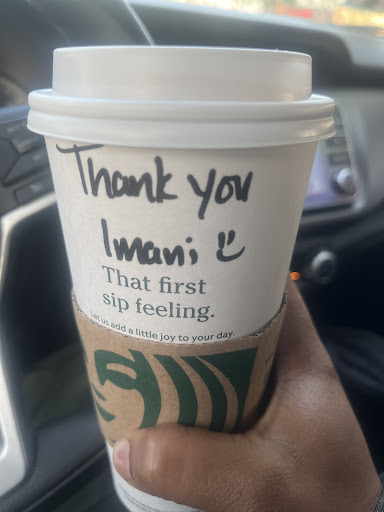 Thank you
Imani
That first
sip feeling.
Let us add a little joy to your day.